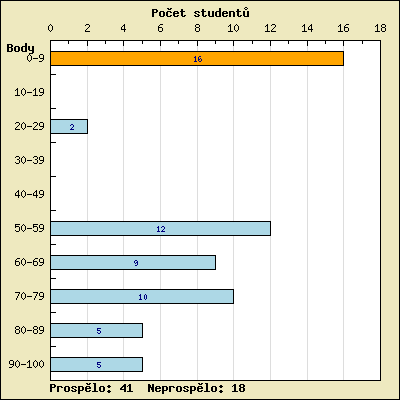 Počet studentů
0 2 4 6 8 10 12 14 16 18
Body
0-9 16
10-19
20-29 2
30-39
40-49
50-59 12
60-69 9
70-79 10
80-89 5
90-100 5
Prospělo: 41 Neprospělo: 18